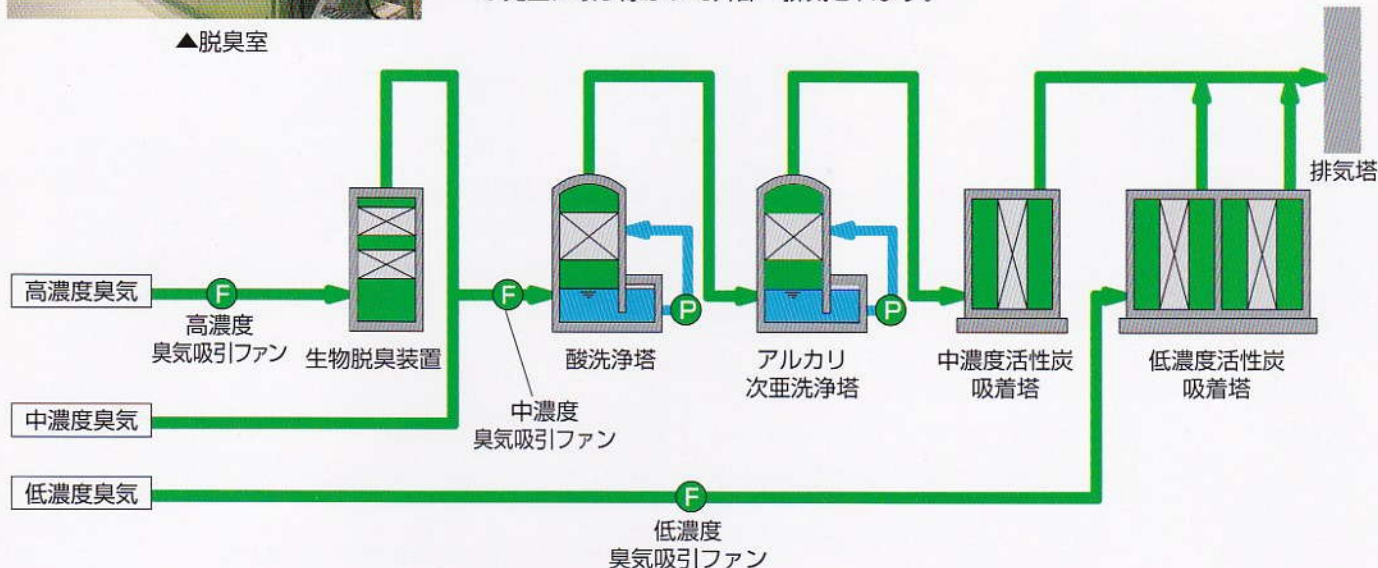 ▲脱臭室
排気塔
高濃度臭気
F
高濃度
臭気吸引ファン
生物脱臭装置
F
中濃度
臭気吸引ファン
酸洗浄塔
P
アルカリ
次亜洗浄塔
P
中濃度活性炭
吸着塔
低濃度活性炭
吸着塔
中濃度臭気
低濃度臭気
F
低濃度
臭気吸引ファン